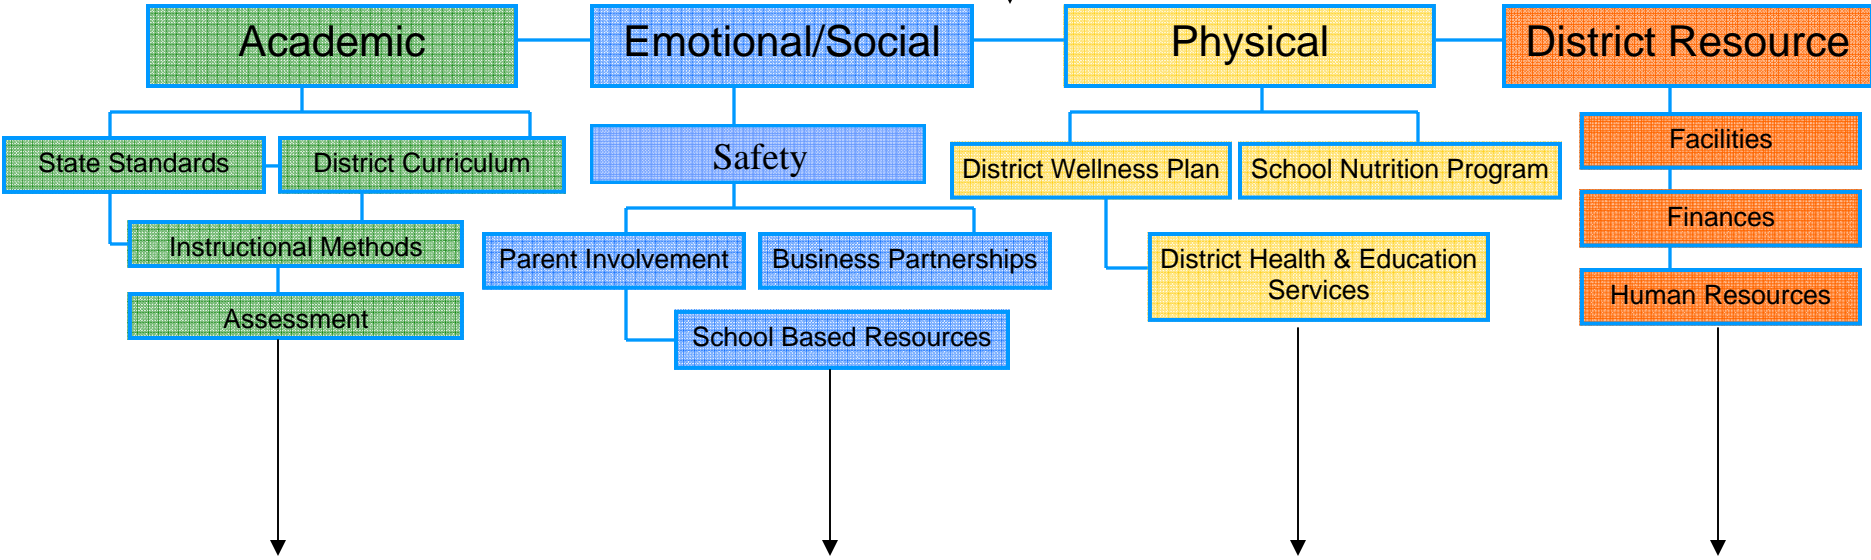 Academic
State Standards
District Curriculum
Instructional Methods
Assessment
Emotional/Social
Safety
Parent Involvement
Business Partnerships
School Based Resources
Physical
District Wellness Plan
School Nutrition Program
District Health & Education
Services
District Resource
Facilities
Finances
Human Resources